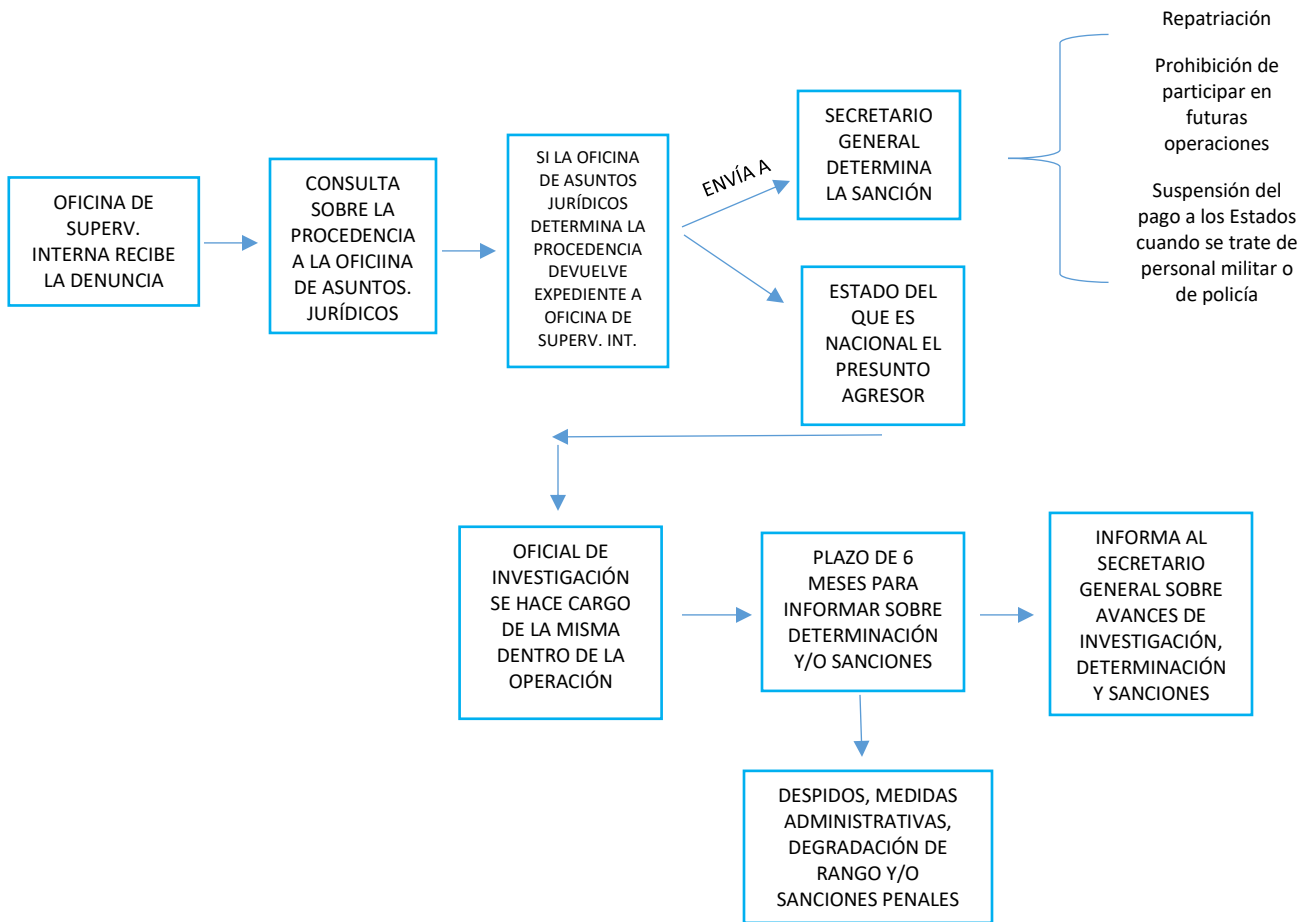 OFICINA DE
SUPERV.
INTERNA RECIBE
LA DENUNCIA
CONSULTA
SOBRE LA
PROCEDENCIA
A LA OFICIINA
DE ASUNTOS.
JURÍDICOS
SI LA OFICINA
DE ASUNTOS
JURÍDICOS
DETERMINA LA
PROCEDENCIA
DEVUELVE
EXPEDIENTE A
OFICINA DE
SUPERV. INT.
ENVÍA A
SECRETARIO
GENERAL
DETERMINA
LA SANCIÓN
Repatriación
Prohibición de
participar en
futuras
operaciones
Suspensión del
pago a los Estados
cuando se trate de
personal militar o
de policía
ESTADO DEL
QUE ES
NACIONAL EL
PRESUNTO
AGRESOR
OFICIAL DE
INVESTIGACIÓN
SE HACE CARGO
DE LA MISMA
DENTRO DE LA
OPERACIÓN
PLAZO DE 6
MESES PARA
INFORMAR SOBRE
DETERMINACIÓN
Y/O SANCIONES
INFORMA AL
SECRETARIO
GENERAL SOBRE
AVANCES DE
INVESTIGACIÓN,
DETERMINACIÓN
Y SANCIONES
DESPIDOS, MEDIDAS
ADMINISTRATIVAS,
DEGRADACIÓN DE
RANGO Y/O
SANCIONES PENALES